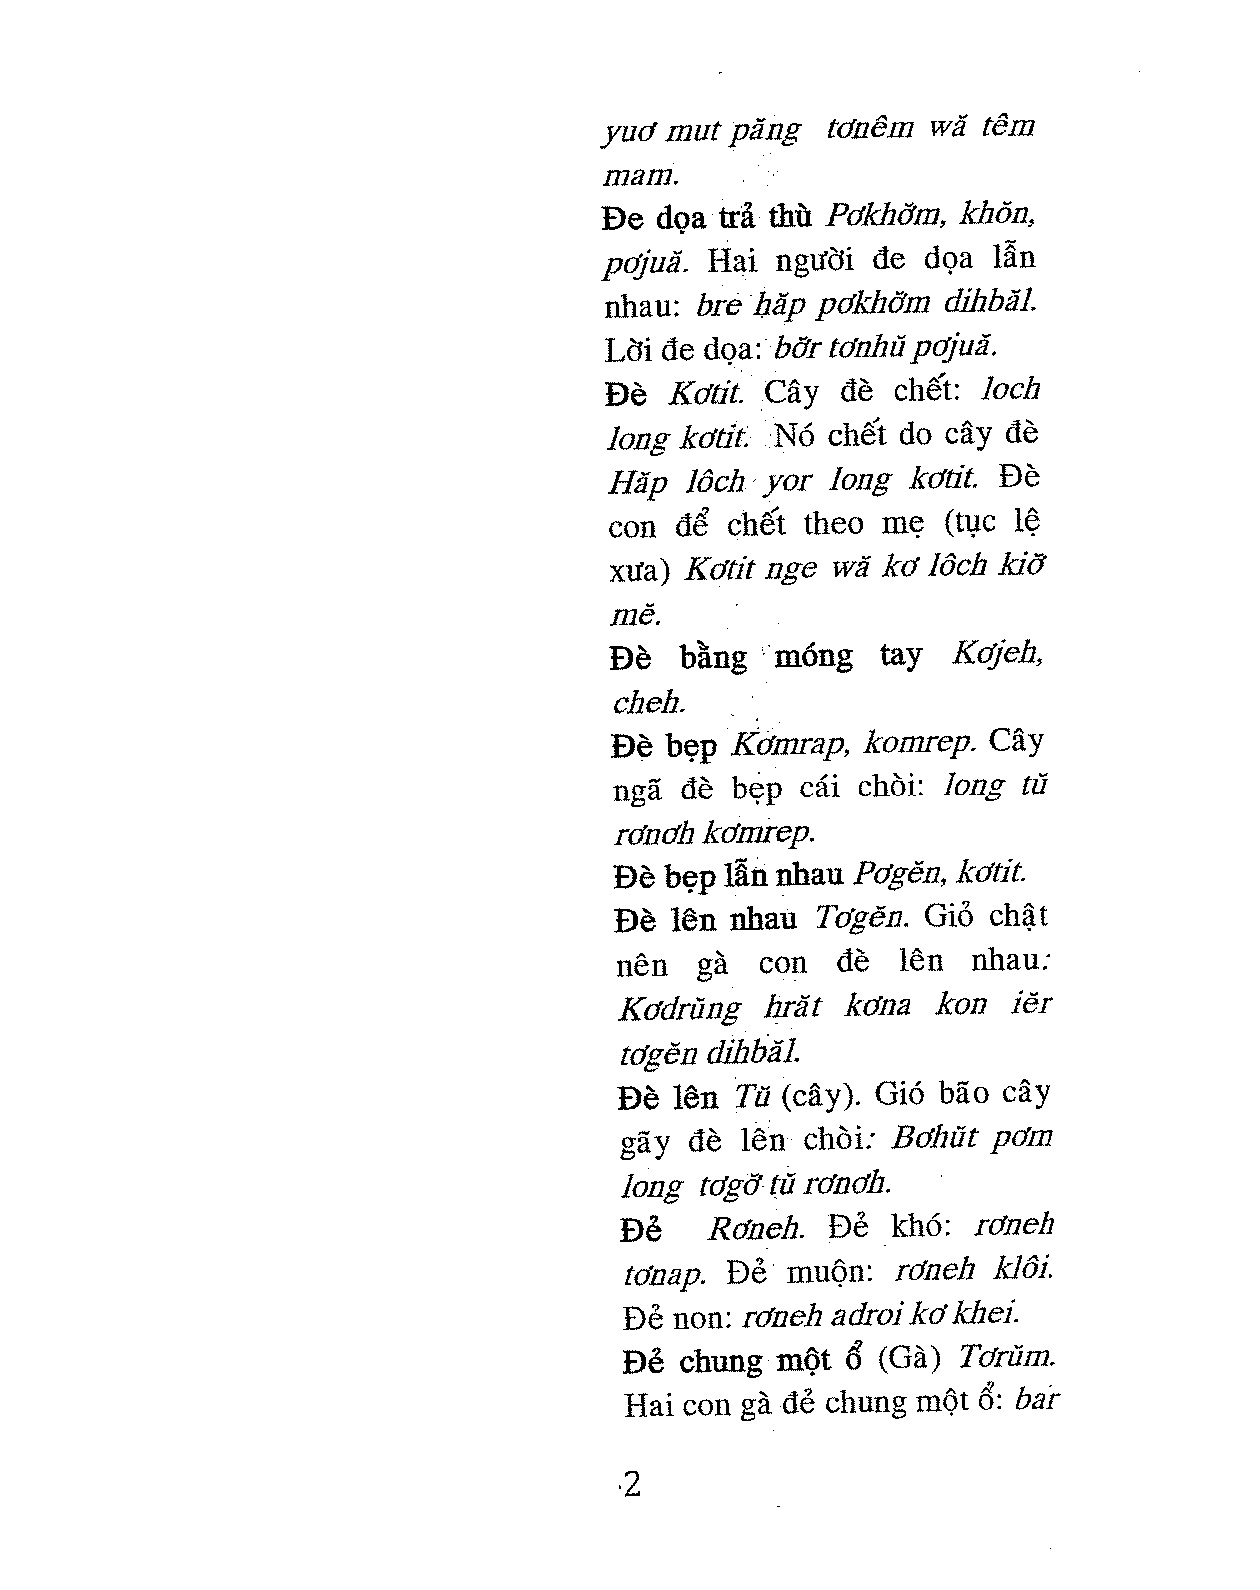 yuơ mut păng tơnêm wă têm
mam.
Đe dọa trả thù Pơkhơ̆m, khŏn,
pơjuă. Hai người đe dọa lẫn
nhau: bre hăp pơkhơ̆m dihbăl.
Lời đe dọa: bơ̆r tơnhŭ pơjuă.
Đè Kơtit. Cây đè chết: loch
long kơtit. Nó chết do cây đè
Hăp lôch yor long kơtit. Đè
con để chết theo mẹ (tục lệ
xưa) Kơtit nge wă kơ lôch kiơ̆
mĕ.
Đè bằng móng tay Kơjeh,
cheh.
Đè bẹp Kơmrap, komrep. Cây
ngã đè bẹp cái chòi: long tŭ
rơnơh kơmrep.
Đè bẹp lẫn nhau Pơgĕn, kơtit.
Đè lên nhau Tơgĕn. Giỏ chật
nên gà con đè lên nhau:
Kơdrŭng hrăt kơna kon iĕr
tơgĕn dihbăl.
Đè lên Tŭ (cây). Gió bão cây
gãy đè lên chòi: Bơhŭt pơm
long tơgơ̆ tŭ rơnơh.
Đẻ Rơneh. Đẻ khó: rơneh
tơnap. Đẻ muộn: rơneh klôi.
Đẻ non: rơneh adroi kơ khei.
Đẻ chung một ổ (Gà) Tơrŭm.
Hai con gà đẻ chung một ổ: bar
2